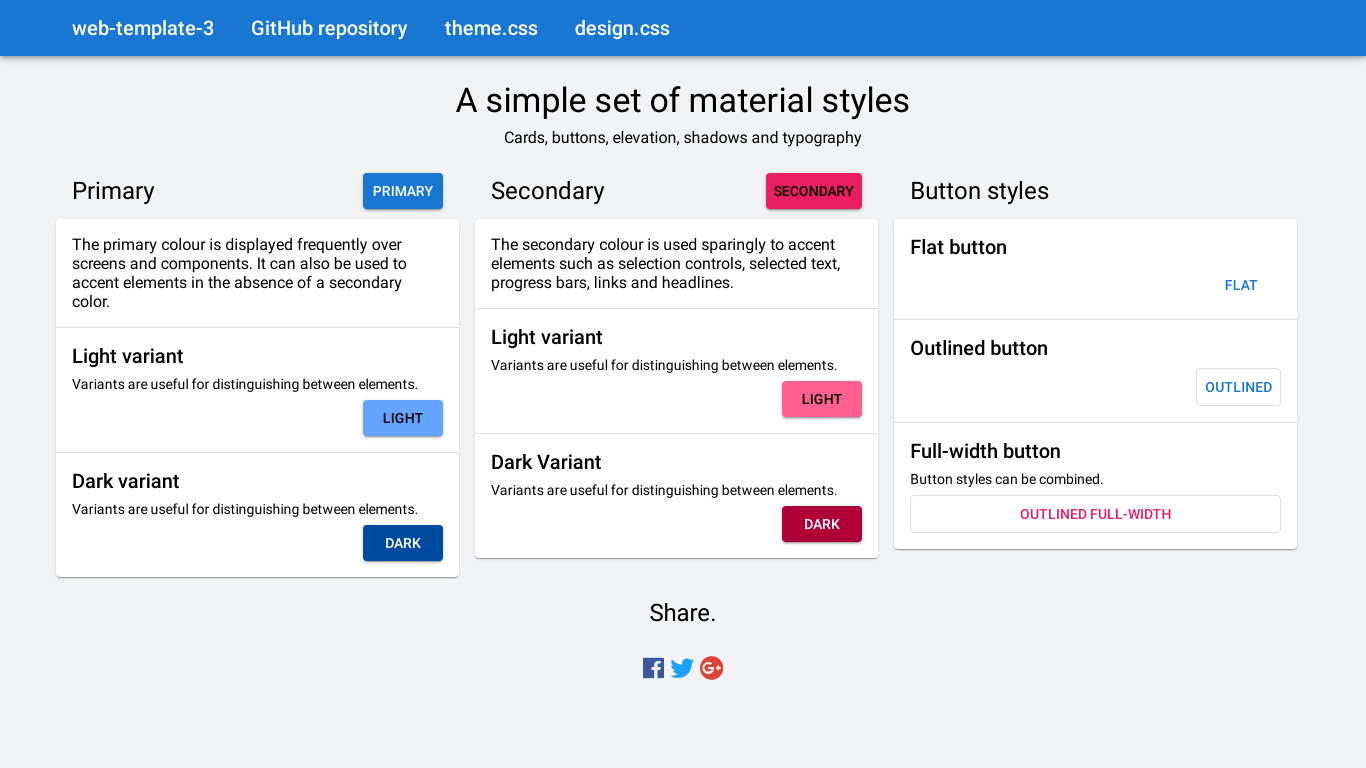 web-template-3 GitHub repository theme.css design.css
A simple set of material styles
Cards, buttons, elevation, shadows and typography
Primary
PRIMARY
The primary colour is displayed frequently over
screens and components. It can also be used to
accent elements in the absence of a secondary
color.
Light variant
Variants are useful for distinguishing between elements.
LIGHT
Dark variant
Variants are useful for distinguishing between elements.
DARK
Secondary
SECONDARY
The secondary colour is used sparingly to accent
elements such as selection controls, selected text,
progress bars, links and headlines.
Light variant
Variants are useful for distinguishing between elements.
LIGHT
Dark Variant
Variants are useful for distinguishing between elements.
DARK
Button styles
Flat button
FLAT
Outlined button
OUTLINED
Full-width button
Button styles can be combined.
OUTLINED FULL-WIDTH
Share.